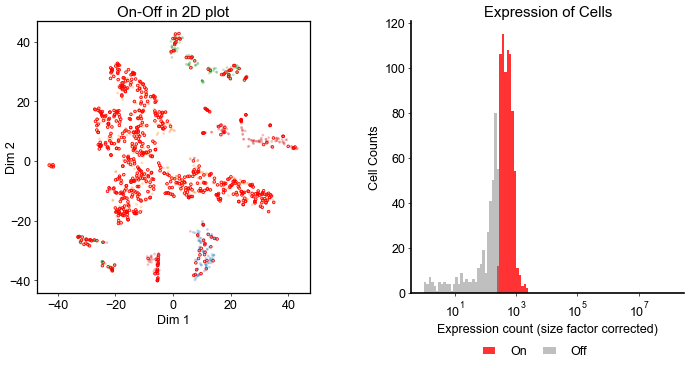 On-Off in 2D plot
40
20
0
−20
−40
Dim 2
−40 −20 0 20 40
Dim 1
Expression of Cells
120
100
80
60
40
20
0
Cell Counts
10^1 10^3 10^5 10^7
Expression count (size factor corrected)
On Off